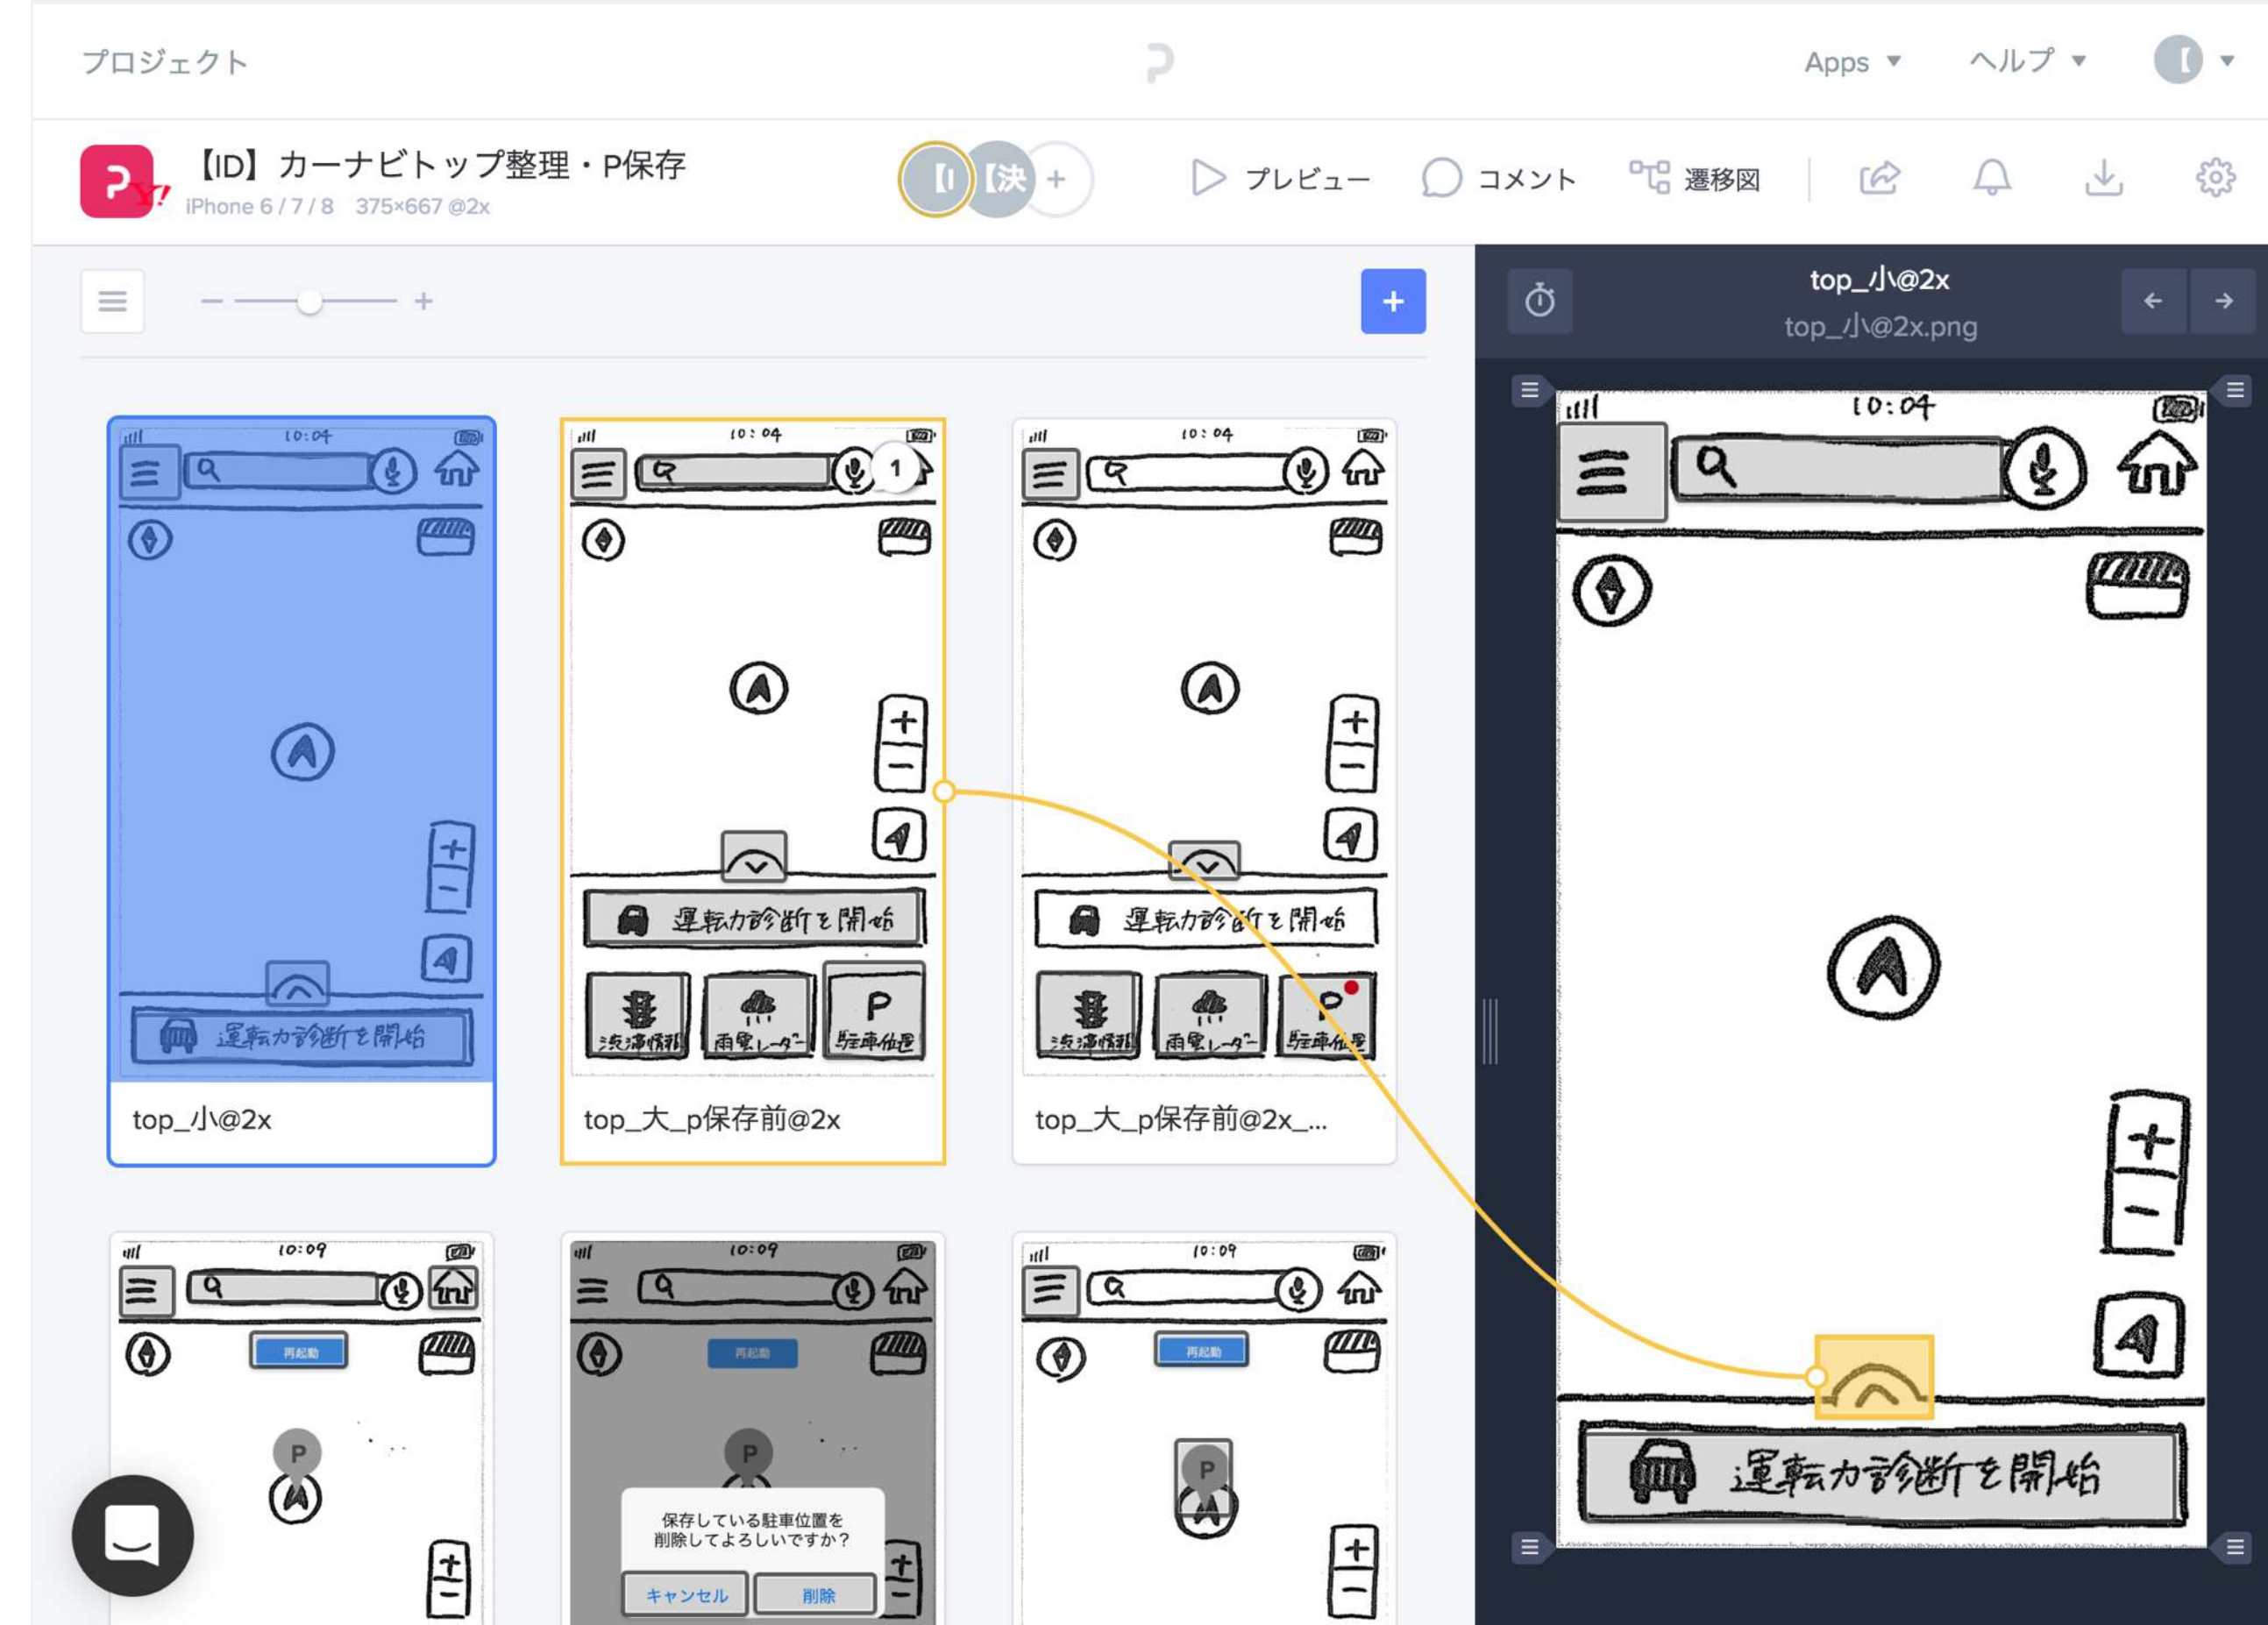 プロジェクト
Apps
ヘルプ
【ID】カーナビトップ整理・P保存
iPhone 6 / 7 / 8 375×667 @2x
Y!
【I
【決
+
プレビュー
コメント
遷移図
top_小@2x
top_小@2x.png
10:04
運転力診断を開始
top_小@2x
10:04
1
運転力診断を開始
渋滞情報
雨雲レーダー
P
駐車位置
top_大_p保存前@2x
10:04
運転力診断を開始
渋滞情報
雨雲レーダー
P
駐車位置
top_大_p保存前@2x_...
10:09
再起動
P
10:09
再起動
P
保存している駐車位置を
削除してよろしいですか？
キャンセル
削除
10:09
再起動
P
10:04
運転力診断を開始